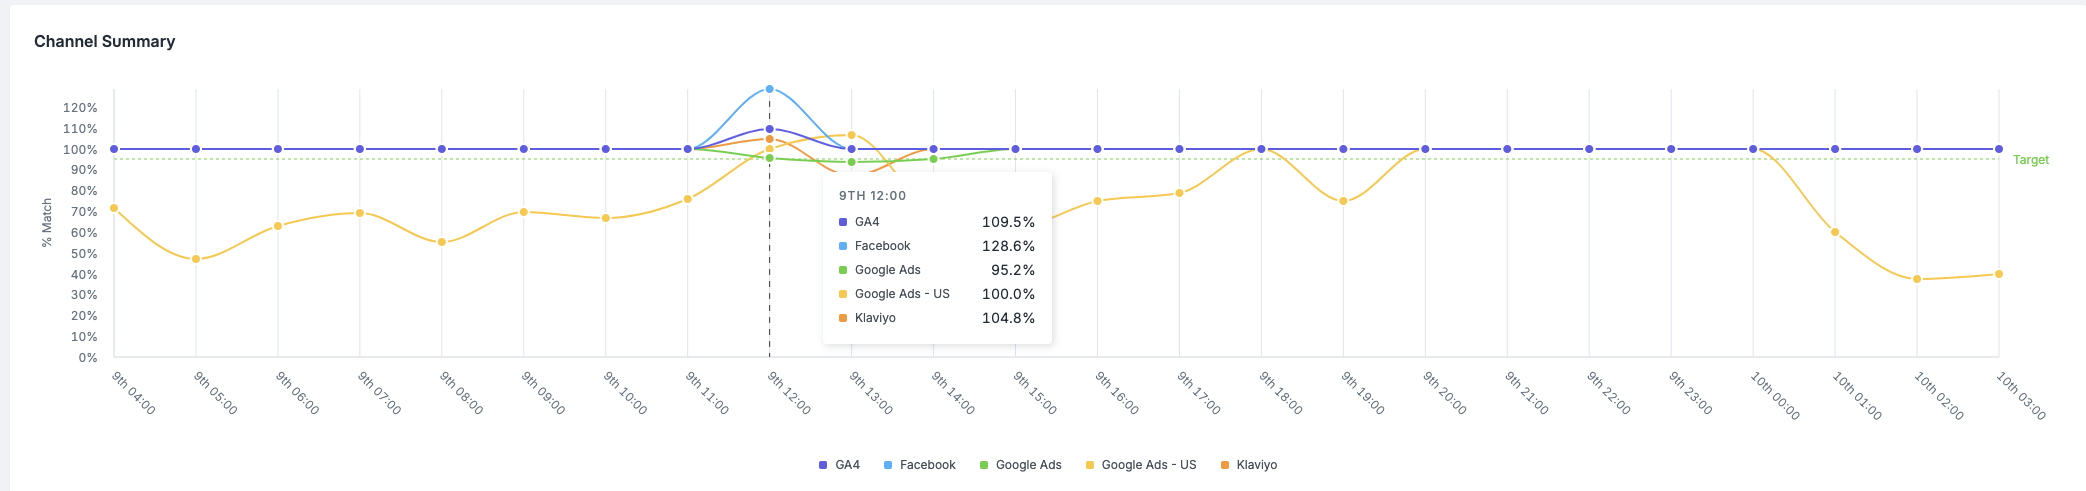 Channel Summary
120%
110%
100%
90%
80%
70%
60%
50%
40%
30%
20%
10%
0%
% Match
Target
9TH 12:00
GA4 109.5%
Facebook 128.6%
Google Ads 95.2%
Google Ads - US 100.0%
Klaviyo 104.8%
9th 04:00
9th 05:00
9th 06:00
9th 07:00
9th 08:00
9th 09:00
9th 10:00
9th 11:00
9th 12:00
9th 13:00
9th 14:00
9th 15:00
9th 16:00
9th 17:00
9th 18:00
9th 19:00
9th 20:00
9th 21:00
9th 22:00
9th 23:00
10th 00:00
10th 01:00
10th 02:00
10th 03:00
GA4 Facebook Google Ads Google Ads - US Klaviyo